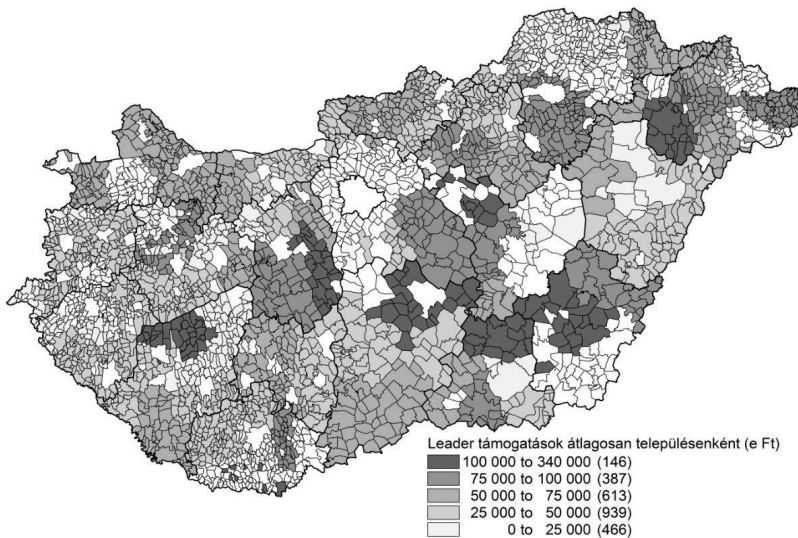 Leader támogatások átlagosan településenként (e Ft)
100 000 to 340 000 (146)
75 000 to 100 000 (387)
50 000 to 75 000 (613)
25 000 to 50 000 (939)
0 to 25 000 (466)